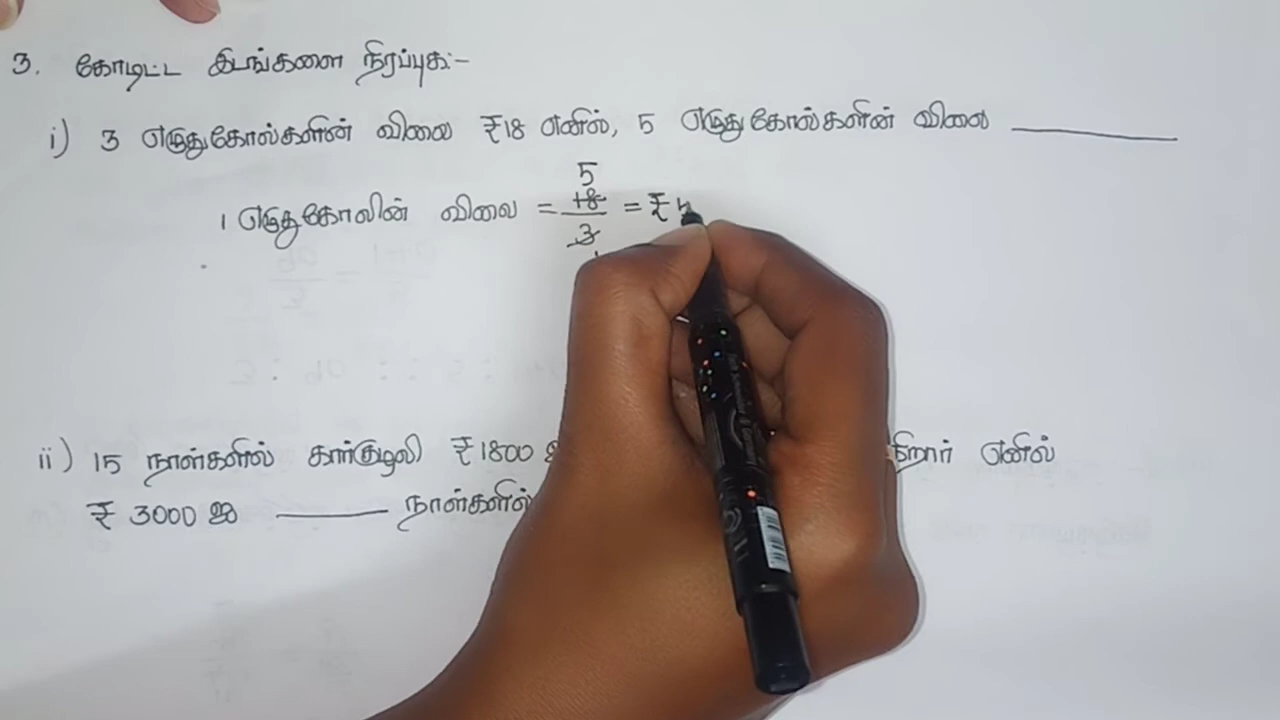 3. கோடிட்ட இடங்களை நிரப்புக:-
i) 3 எழுதுகோல்களின் விலை ₹18 எனில், 5 எழுதுகோல்களின் விலை
5
1 எழுதுகோலின் விலை = 18 = ₹
3
ii) 15 நாள்களில் கார்குழலி ₹1800 எனில்
₹ 3000 ஐ நாள்களில்